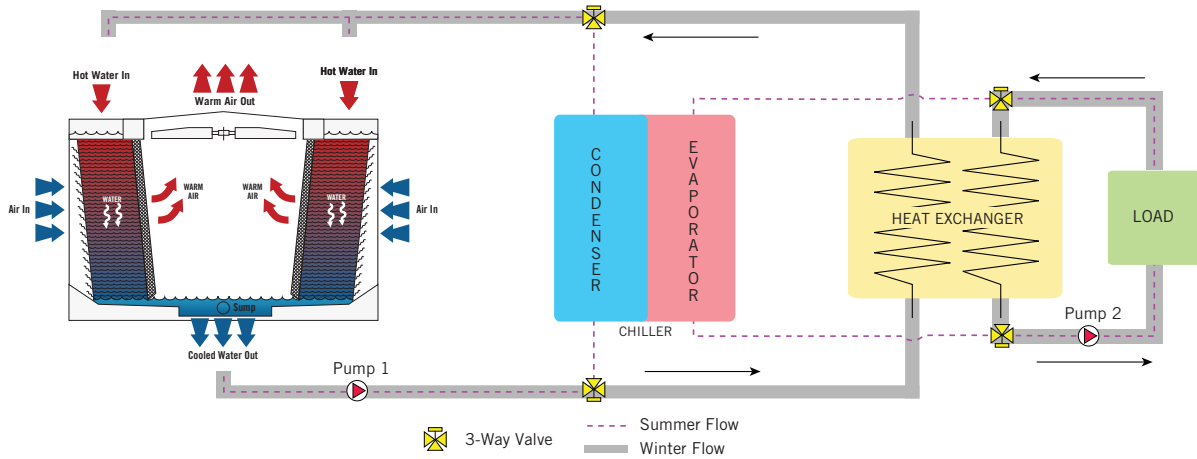 Hot Water In
Hot Water In
Warm Air Out
Air In
Air In
WATER
WARM
AIR
WARM
AIR
WATER
Sump
Cooled Water Out
Pump 1
CONDENSER
EVAPORATOR
CHILLER
HEAT EXCHANGER
LOAD
Pump 2
3-Way Valve
Summer Flow
Winter Flow